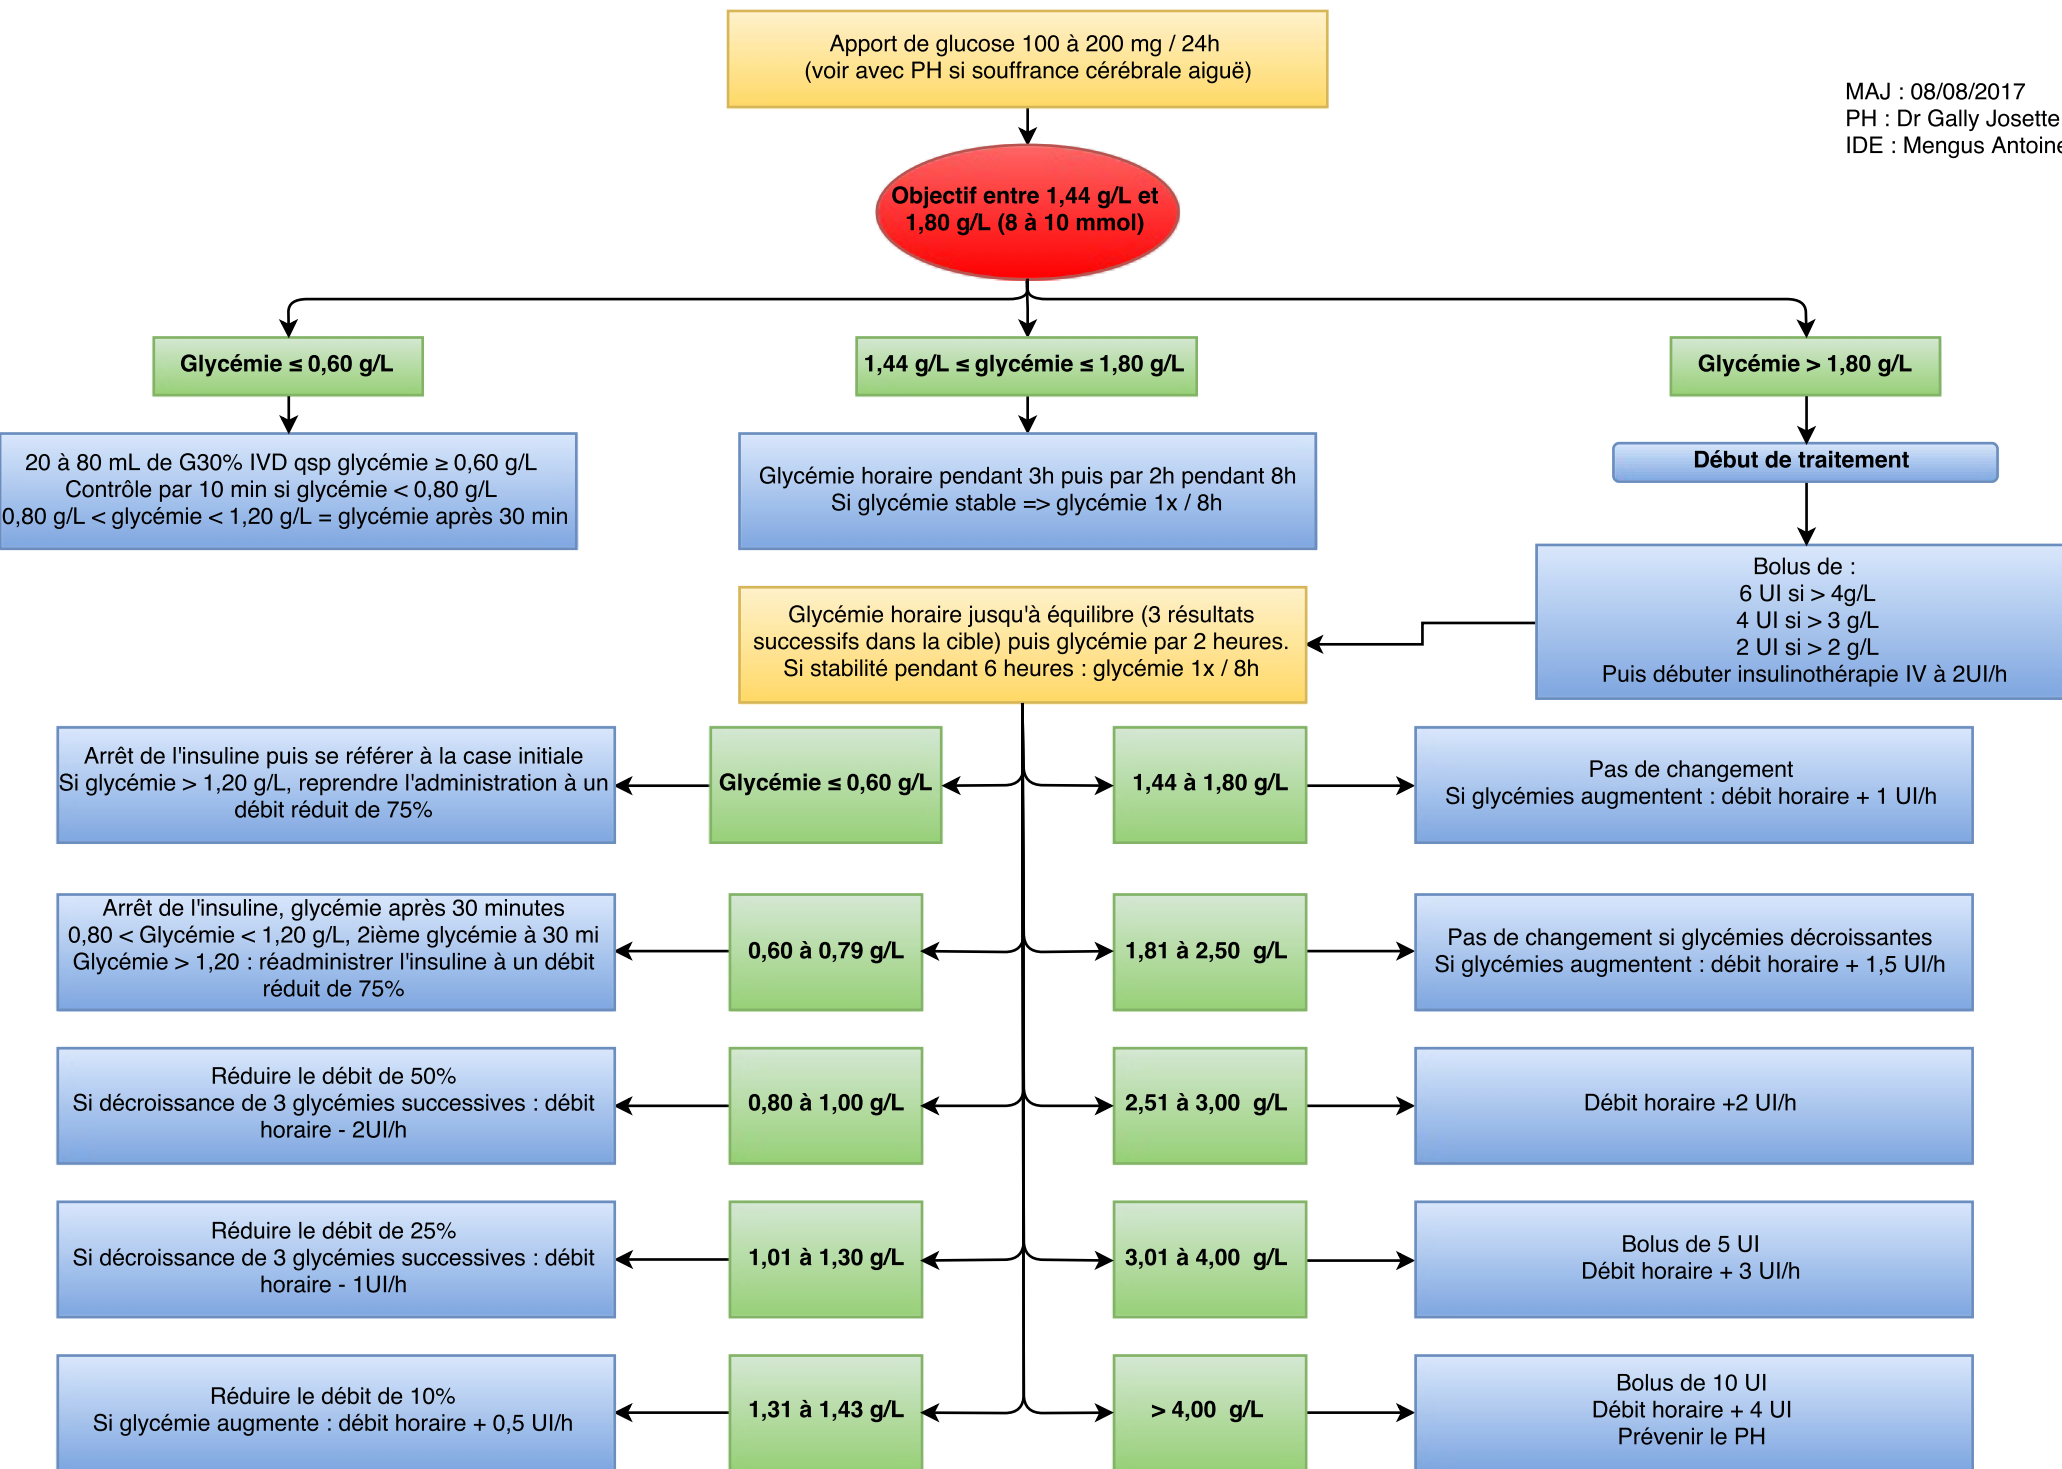 Apport de glucose 100 à 200 mg / 24h
(voir avec PH si souffrance cérébrale aiguë)
MAJ : 08/08/2017
PH : Dr Gally Josette
IDE : Mengus Antoine
Objectif entre 1,44 g/L et
1,80 g/L (8 à 10 mmol)
Glycémie ≤ 0,60 g/L
1,44 g/L ≤ glycémie ≤ 1,80 g/L
Glycémie > 1,80 g/L
20 à 80 mL de G30% IVD qsp glycémie ≥ 0,60 g/L
Contrôle par 10 min si glycémie < 0,80 g/L
0,80 g/L < glycémie < 1,20 g/L = glycémie après 30 min
Glycémie horaire pendant 3h puis par 2h pendant 8h
Si glycémie stable => glycémie 1x / 8h
Début de traitement
Bolus de :
6 UI si > 4g/L
4 UI si > 3 g/L
2 UI si > 2 g/L
Puis débuter insulinothérapie IV à 2UI/h
Glycémie horaire jusqu'à équilibre (3 résultats
successifs dans la cible) puis glycémie par 2 heures.
Si stabilité pendant 6 heures : glycémie 1x / 8h
Arrêt de l'insuline puis se référer à la case initiale
Si glycémie > 1,20 g/L, reprendre l'administration à un
débit réduit de 75%
Glycémie ≤ 0,60 g/L
1,44 à 1,80 g/L
Pas de changement
Si glycémies augmentent : débit horaire + 1 UI/h
Arrêt de l'insuline, glycémie après 30 minutes
0,80 < Glycémie < 1,20 g/L, 2ième glycémie à 30 mi
Glycémie > 1,20 : réadministrer l'insuline à un débit
réduit de 75%
0,60 à 0,79 g/L
1,81 à 2,50 g/L
Pas de changement si glycémies décroissantes
Si glycémies augmentent : débit horaire + 1,5 UI/h
Réduire le débit de 50%
Si décroissance de 3 glycémies successives : débit
horaire - 2UI/h
0,80 à 1,00 g/L
2,51 à 3,00 g/L
Débit horaire +2 UI/h
Réduire le débit de 25%
Si décroissance de 3 glycémies successives : débit
horaire - 1UI/h
1,01 à 1,30 g/L
3,01 à 4,00 g/L
Bolus de 5 UI
Débit horaire + 3 UI/h
Réduire le débit de 10%
Si glycémie augmente : débit horaire + 0,5 UI/h
1,31 à 1,43 g/L
> 4,00 g/L
Bolus de 10 UI
Débit horaire + 4 UI
Prévenir le PH